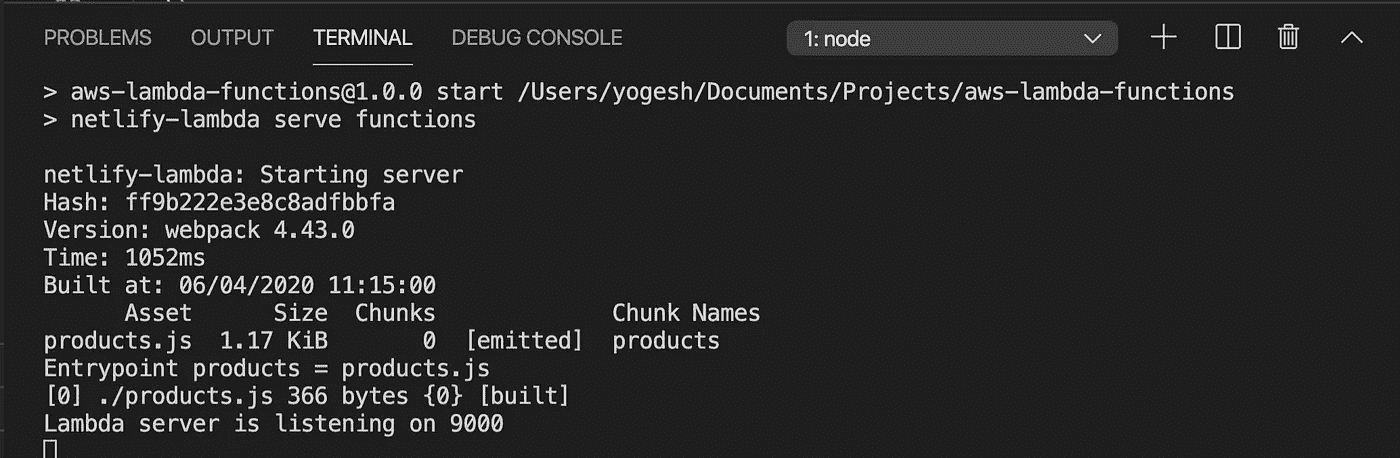 PROBLEMS OUTPUT TERMINAL DEBUG CONSOLE 1: node
> aws-lambda-functions@1.0.0 start /Users/yogesh/Documents/Projects/aws-lambda-functions
> netlify-lambda serve functions
netlify-lambda: Starting server
Hash: ff9b222e3e8c8adfbbfa
Version: webpack 4.43.0
Time: 1052ms
Built at: 06/04/2020 11:15:00
Asset Size Chunks Chunk Names
products.js 1.17 KiB 0 [emitted] products
Entrypoint products = products.js
[0] ./products.js 366 bytes {0} [built]
Lambda server is listening on 9000